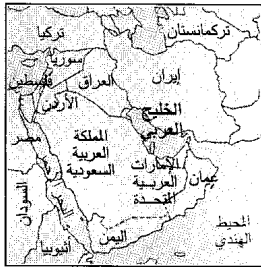 تركمانستان
تركيا
سوريا
إيران
العراق
فلسطين
الأردن
الخليج
العربي
مصر
المملكة
العربية
السعودية
الإمارات
العربية
المتحدة
عمان
السودان
المحيط
الهندي
اليمن
أثيوبيا